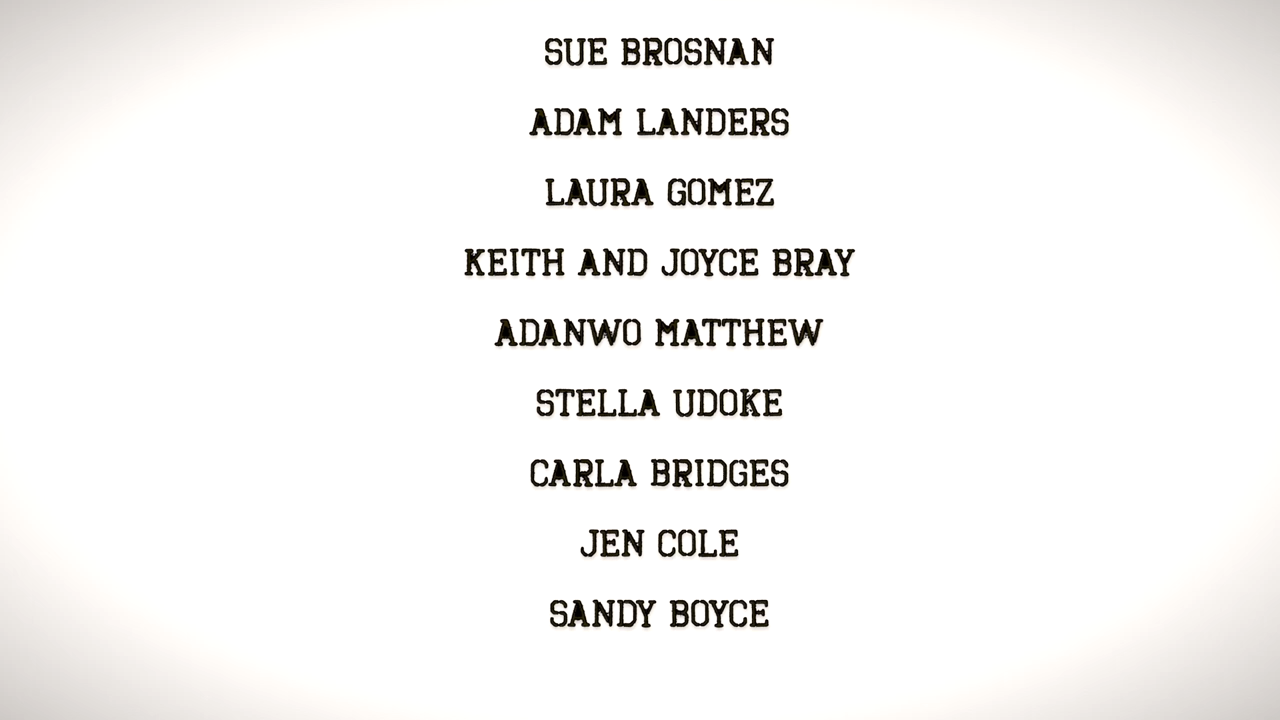 SUE BROSNAN
ADAM LANDERS
LAURA GOMEZ
KEITH AND JOYCE BRAY
ADANWO MATTHEW
STELLA UDOKE
CARLA BRIDGES
JEN COLE
SANDY BOYCE